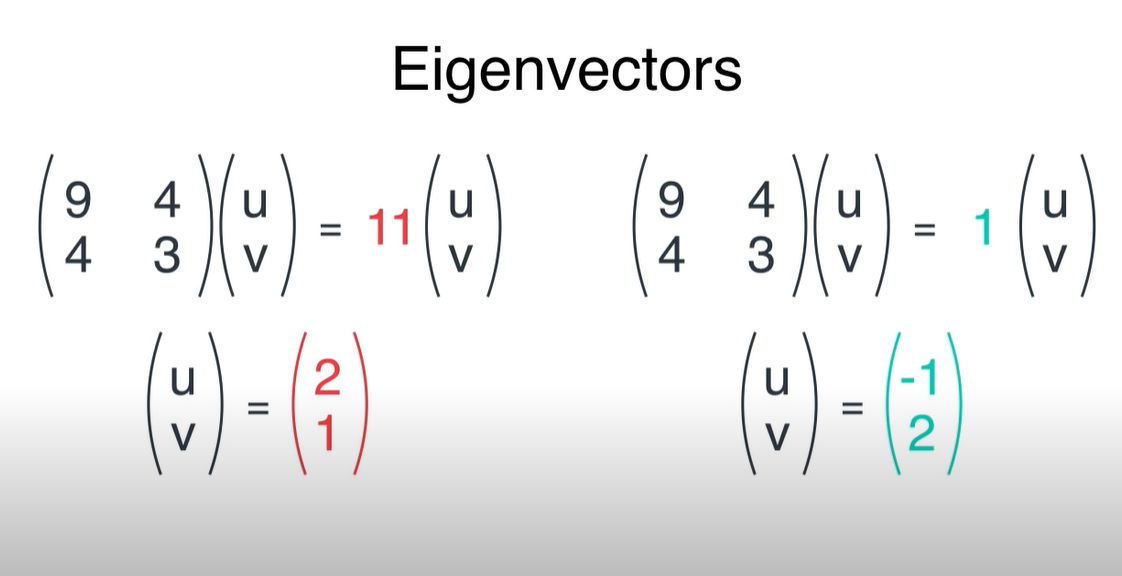 Eigenvectors
(9 4) (u) = 11 (u)
(4 3) (v) (v)
(9 4) (u) = 1 (u)
(4 3) (v) (v)
(u) = (2)
(v) (1)
(u) = (-1)
(v) (2)